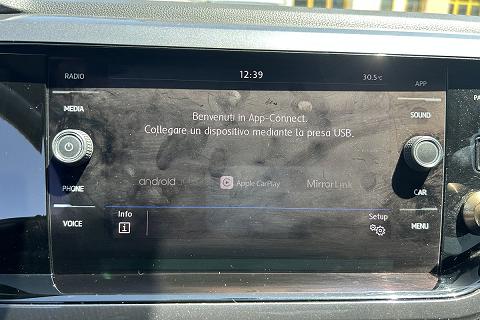 RADIO
12:39
30.5°C
APP
MEDIA
SOUND
Benvenuti in App-Connect.
Collegare un dispositivo mediante la presa USB.
android
Apple CarPlay
MirrorLink
PHONE
CAR
Info
Setup
VOICE
MENU